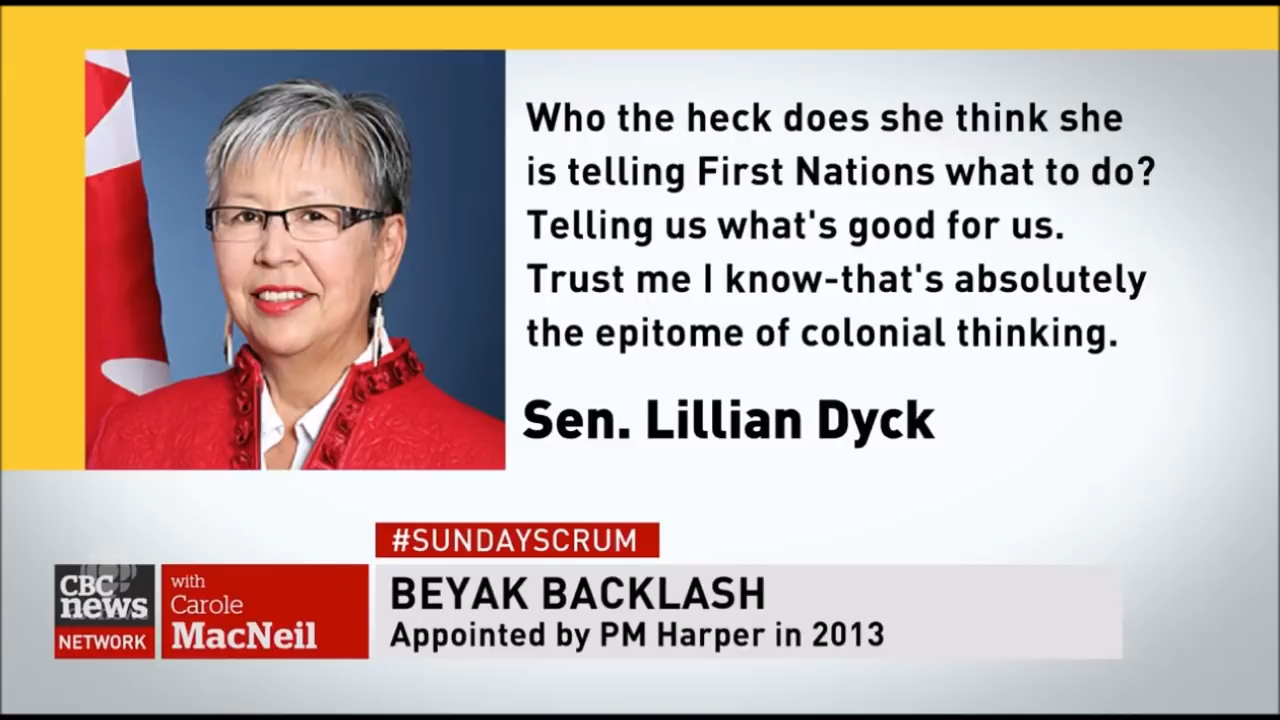 Who the heck does she think she
is telling First Nations what to do?
Telling us what's good for us.
Trust me I know-that's absolutely
the epitome of colonial thinking.
Sen. Lillian Dyck
#SUNDAYSCRUM
CBC
news
NETWORK
with
Carole
MacNeil
BEYAK BACKLASH
Appointed by PM Harper in 2013